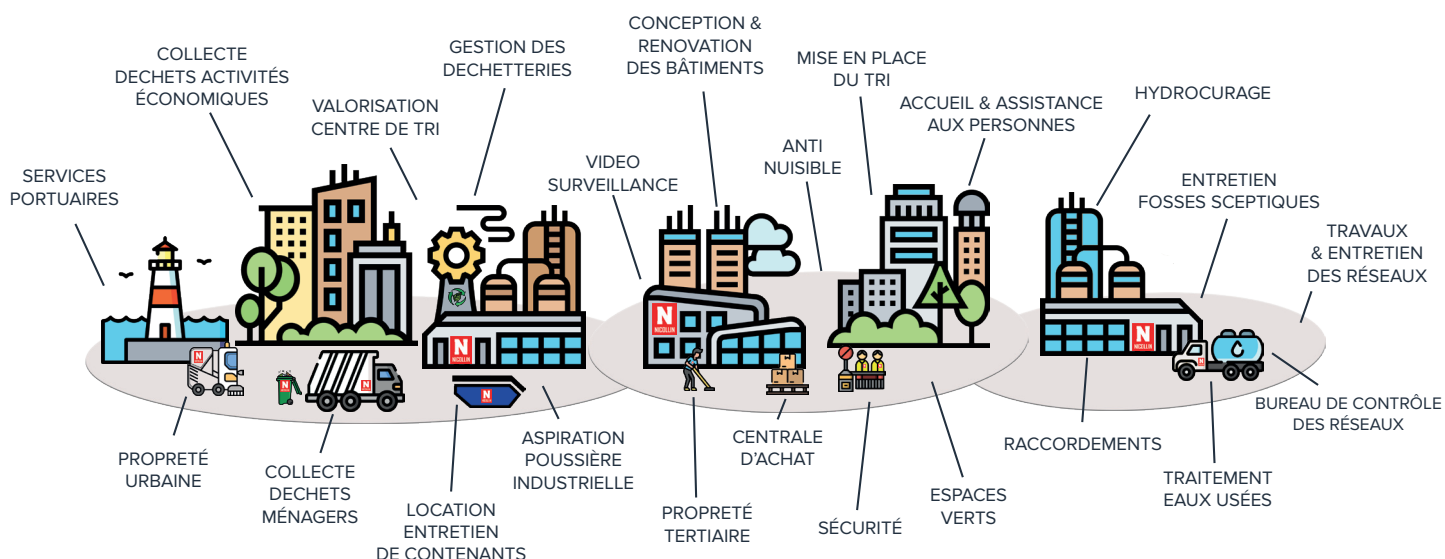 SERVICES
PORTUAIRES
COLLECTE
DECHETS ACTIVITÉS
ÉCONOMIQUES
VALORISATION
CENTRE DE TRI
GESTION DES
DECHETTERIES
VIDEO
SURVEILLANCE
CONCEPTION &
RENOVATION
DES BÂTIMENTS
ANTI
NUISIBLE
MISE EN PLACE
DU TRI
ACCUEIL & ASSISTANCE
AUX PERSONNES
HYDROCURAGE
ENTRETIEN
FOSSES SCEPTIQUES
TRAVAUX
& ENTRETIEN
DES RÉSEAUX
N
NICOLLIN
N
NICOLLIN
N
NICOLLIN
N
N
N
N
N
PROPRETÉ
URBAINE
COLLECTE
DECHETS
MÉNAGERS
LOCATION
ENTRETIEN
DE CONTENANTS
ASPIRATION
POUSSIÈRE
INDUSTRIELLE
PROPRETÉ
TERTIAIRE
CENTRALE
D'ACHAT
SÉCURITÉ
ESPACES
VERTS
RACCORDEMENTS
TRAITEMENT
EAUX USÉES
BUREAU DE CONTRÔLE
DES RÉSEAUX